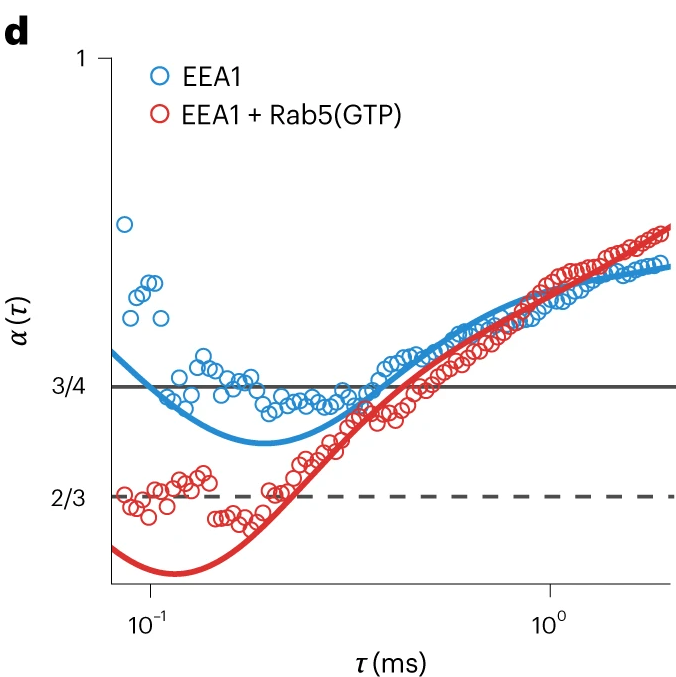 d
1
EEA1
EEA1 + Rab5(GTP)
α (τ)
3/4
2/3
10⁻¹
10⁰
τ (ms)